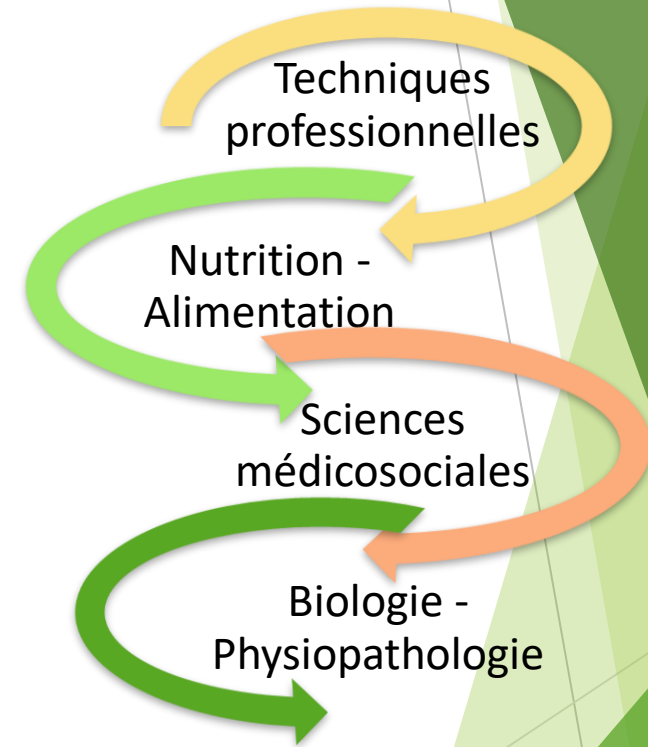 Techniques
professionnelles
Nutrition -
Alimentation
Sciences
médicosociales
Biologie -
Physiopathologie